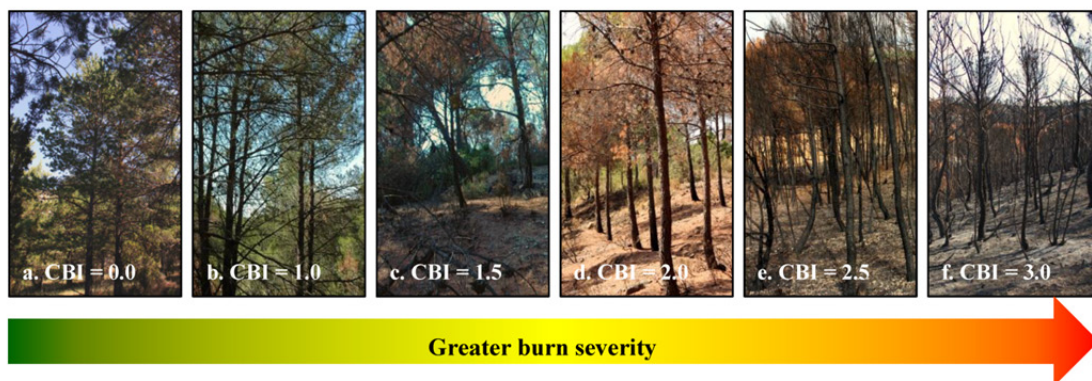 a. CBI = 0.0
b. CBI = 1.0
c. CBI = 1.5
d. CBI = 2.0
e. CBI = 2.5
f. CBI = 3.0
Greater burn severity